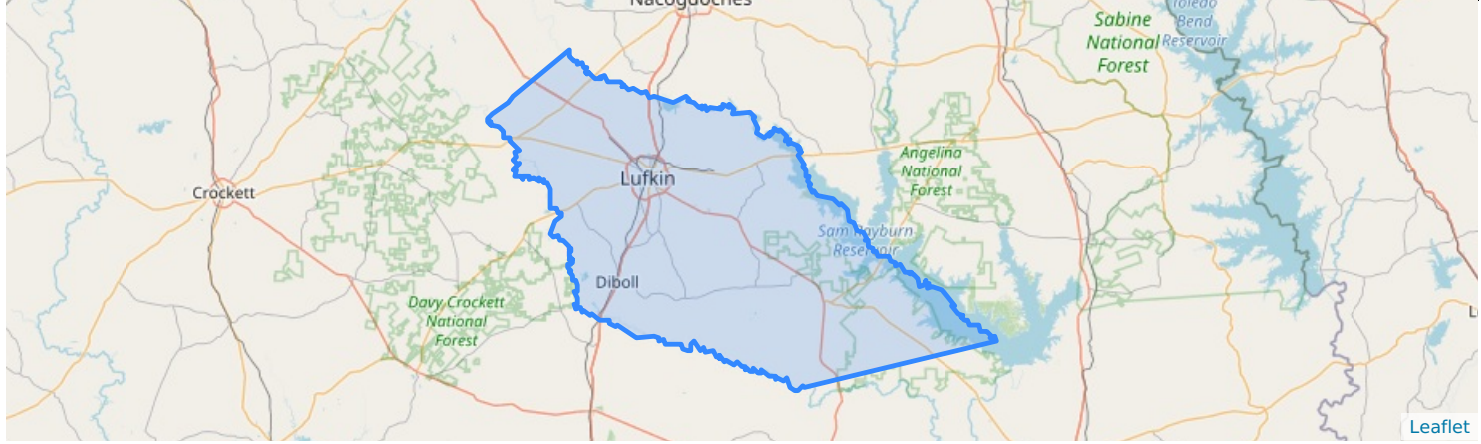 Nacogdoches
Toledo
Bend
Reservoir
Sabine
National
Forest
Angelina
National
Forest
Crockett
Lufkin
Sam Rayburn
Reservoir
Diboll
Davy Crockett
National
Forest
Leaflet